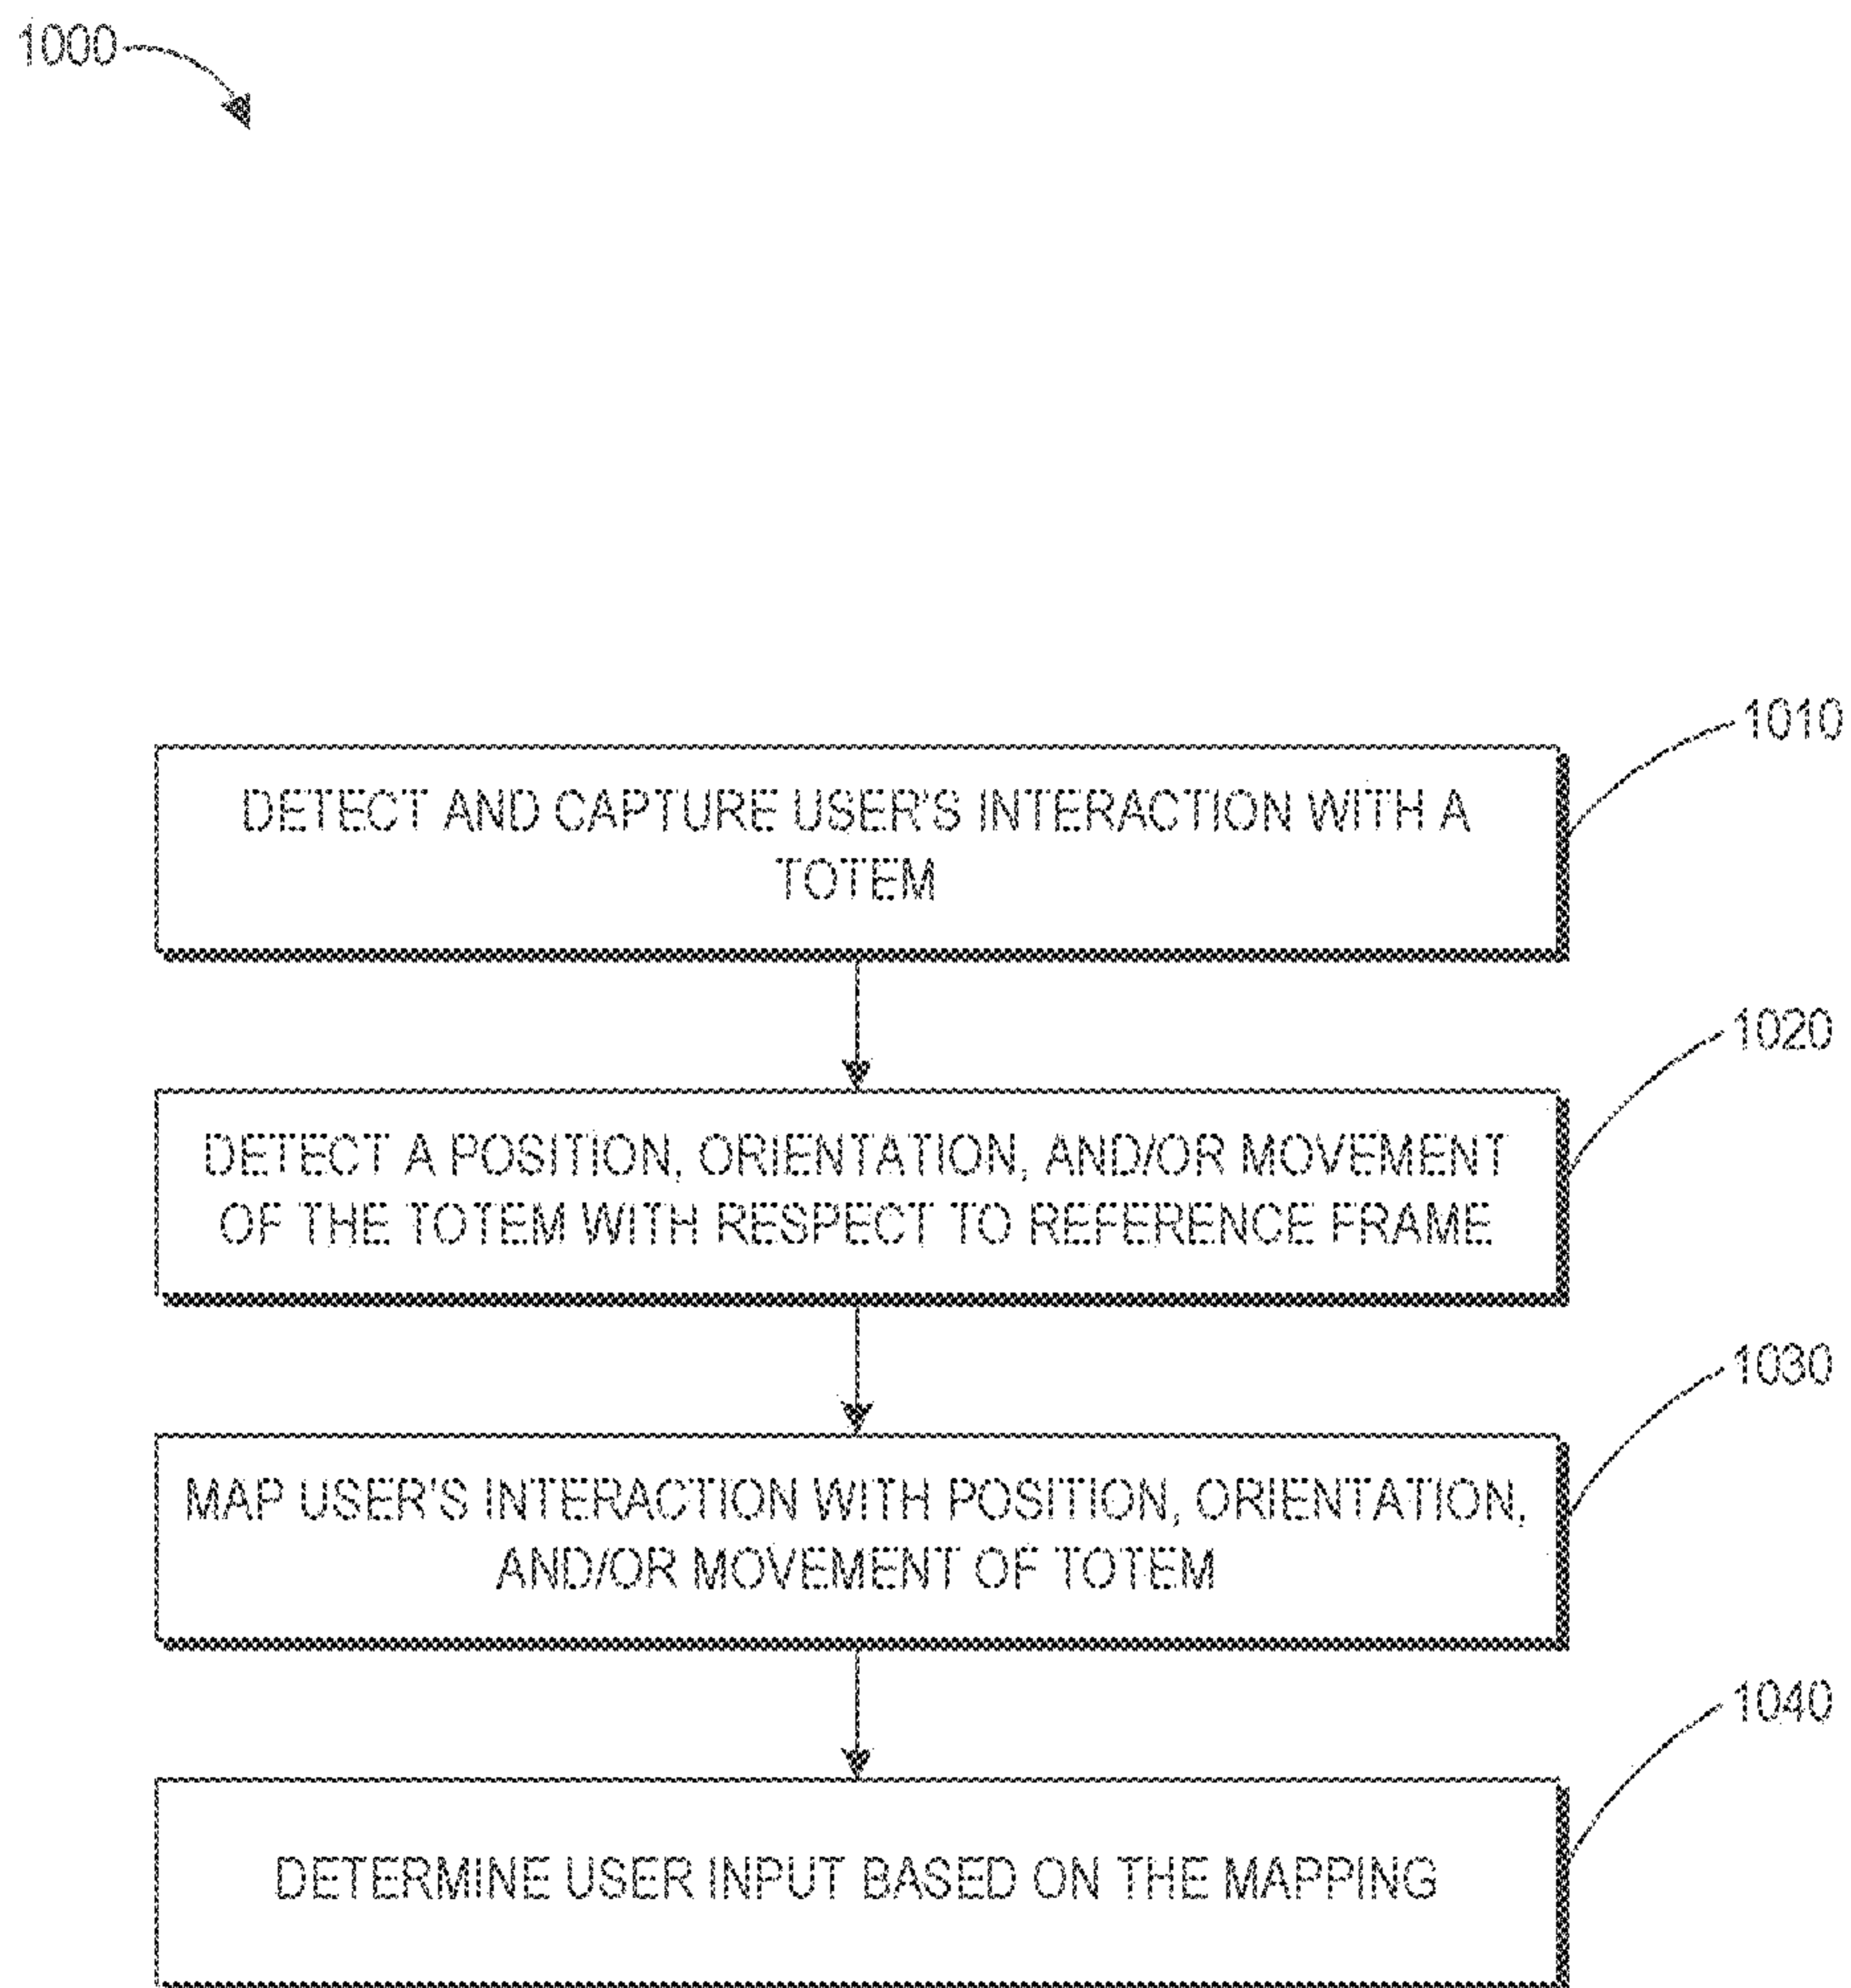 1000
1010
DETECT AND CAPTURE USER'S INTERACTION WITH A
TOTEM
1020
DETECT A POSITION, ORIENTATION, AND/OR MOVEMENT
OF THE TOTEM WITH RESPECT TO REFERENCE FRAME
1030
MAP USER'S INTERACTION WITH POSITION, ORIENTATION,
AND/OR MOVEMENT OF TOTEM
1040
DETERMINE USER INPUT BASED ON THE MAPPING